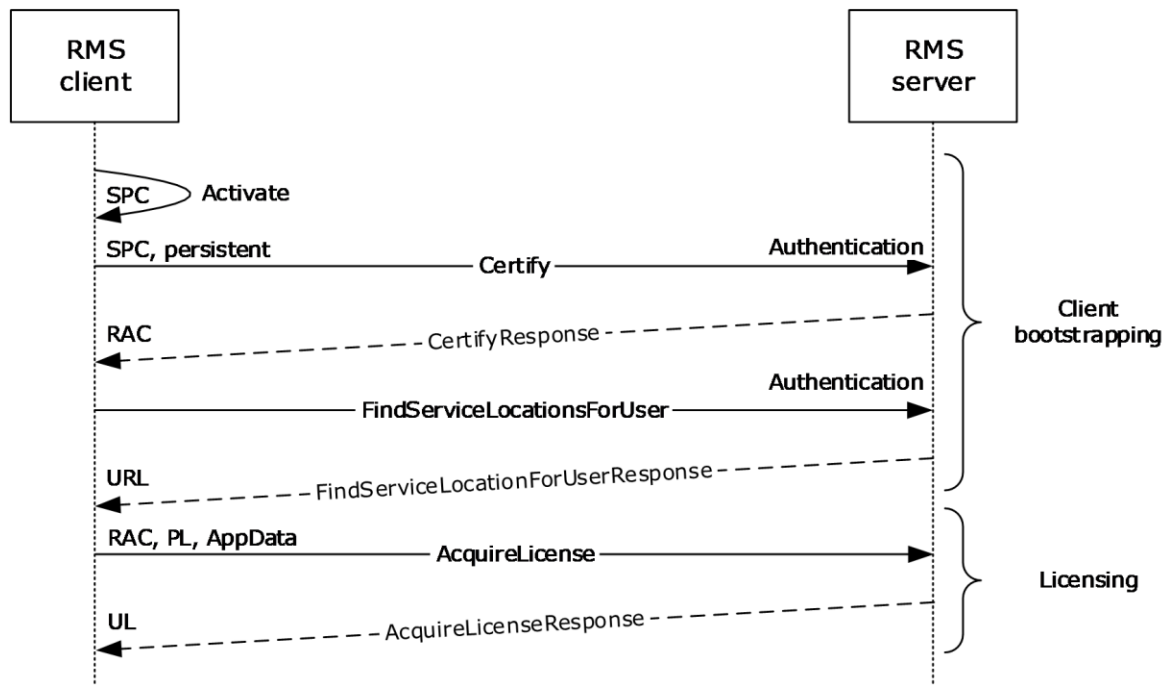 RMS
client
RMS
server
SPC
Activate
SPC, persistent
Authentication
Certify
Client
bootstrapping
RAC
CertifyResponse
Authentication
FindServiceLocationsForUser
URL
FindServiceLocationForUserResponse
RAC, PL, AppData
AcquireLicense
Licensing
UL
AcquireLicenseResponse